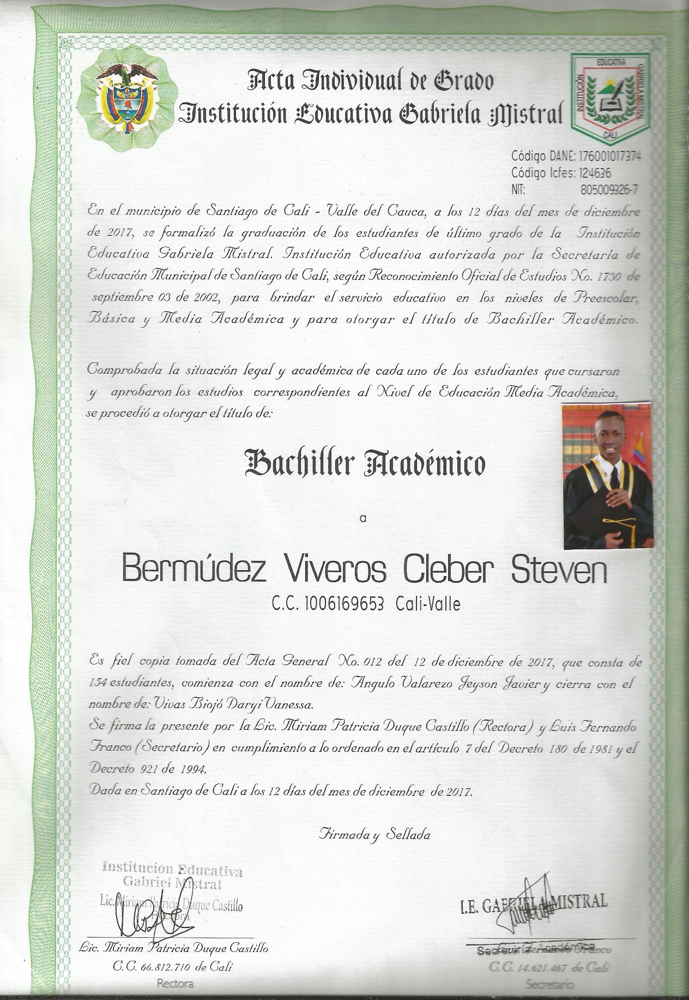 Acta Individual de Grado
Institución Educativa Gabriela Mistral
INSTITUCIÓN
EDUCATIVA
GABRIELA MISTRAL
CALI
Código DANE: 176001017374
Código Icfes: 124636
NIT: 805009326-7
En el municipio de Santiago de Cali - Valle del Cauca, a los 12 días del mes de diciembre
de 2017, se formalizó la graduación de los estudiantes de último grado de la Institución
Educativa Gabriela Mistral. Institución Educativa autorizada por la Secretaría de
Educación Municipal de Santiago de Cali, según Reconocimiento Oficial de Estudios No. 1730 de
septiembre 03 de 2002, para brindar el servicio educativo en los niveles de Preescolar,
Básica y Media Académica y para otorgar el título de Bachiller Académico.
Comprobada la situación legal y académica de cada uno de los estudiantes que cursaron
y aprobaron los estudios correspondientes al Nivel de Educación Media Académica,
se procedió a otorgar el título de:
Bachiller Académico
a
Bermúdez Viveros Cleber Steven
C.C. 1006169653 Cali-Valle
Es fiel copia tomada del Acta General No. 012 del 12 de diciembre de 2017, que consta de
154 estudiantes, comienza con el nombre de: Angulo Valarezo Jeyson Javier y cierra con el
nombre de: Vivas Biojó Daryi Vanessa.
Se firma la presente por la Lic. Miriam Patricia Duque Castillo (Rectora) y Luis Fernando
Franco (Secretario) en cumplimiento a lo ordenado en el artículo 7 del Decreto 180 de 1981 y el
Decreto 921 de 1994.
Dada en Santiago de Cali a los 12 días del mes de diciembre de 2017.
Firmada y Sellada
Institución Educativa
Gabriel Mistral
Lic. Miriam Patricia Duque Castillo
Rectora
Lic. Miriam Patricia Duque Castillo
C.C. 66.812.710 de Cali
Rectora
I.E. GABRIELA MISTRAL
Secretaria Académica
Luis Fernando Franco
C.C. 14.621.467 de Cali
Secretario